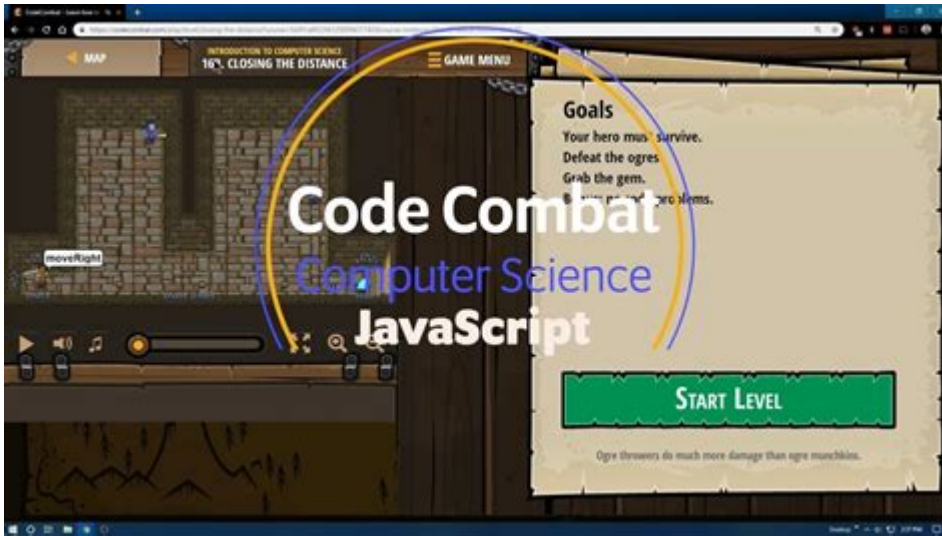 MAP
INTRODUCTION TO COMPUTER SCIENCE
CLOSING THE DISTANCE
GAME MENU
Goals
Your hero must survive.
Defeat the ogres
Grab the gem.
problems.
Code Combat
Computer Science
JavaScript
moveRight
START LEVEL
Ogre throwers do much more damage than ogre munchkins.